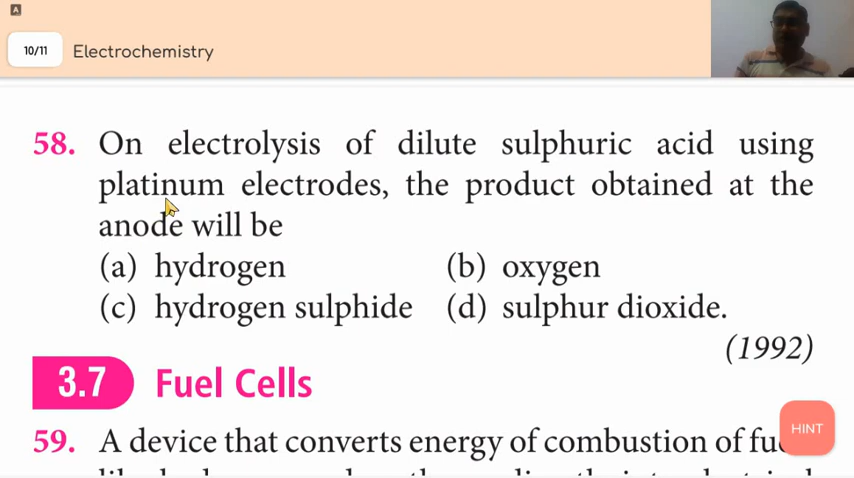 A
10/11 Electrochemistry
58. On electrolysis of dilute sulphuric acid using
platinum electrodes, the product obtained at the
anode will be
(a) hydrogen (b) oxygen
(c) hydrogen sulphide (d) sulphur dioxide.
(1992)
3.7 Fuel Cells
HINT
59. A device that converts energy of combustion of